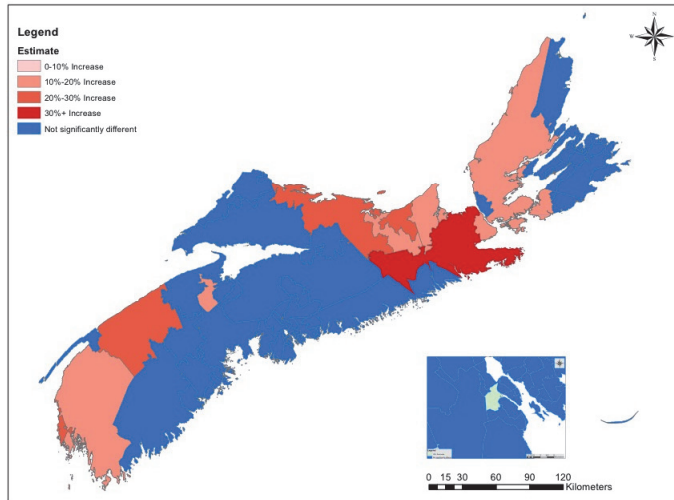 Legend
Estimate
0-10% Increase
10%-20% Increase
20%-30% Increase
30%+ Increase
Not significantly different
N
W
E
S
0 15 30 60 90 120
Kilometers